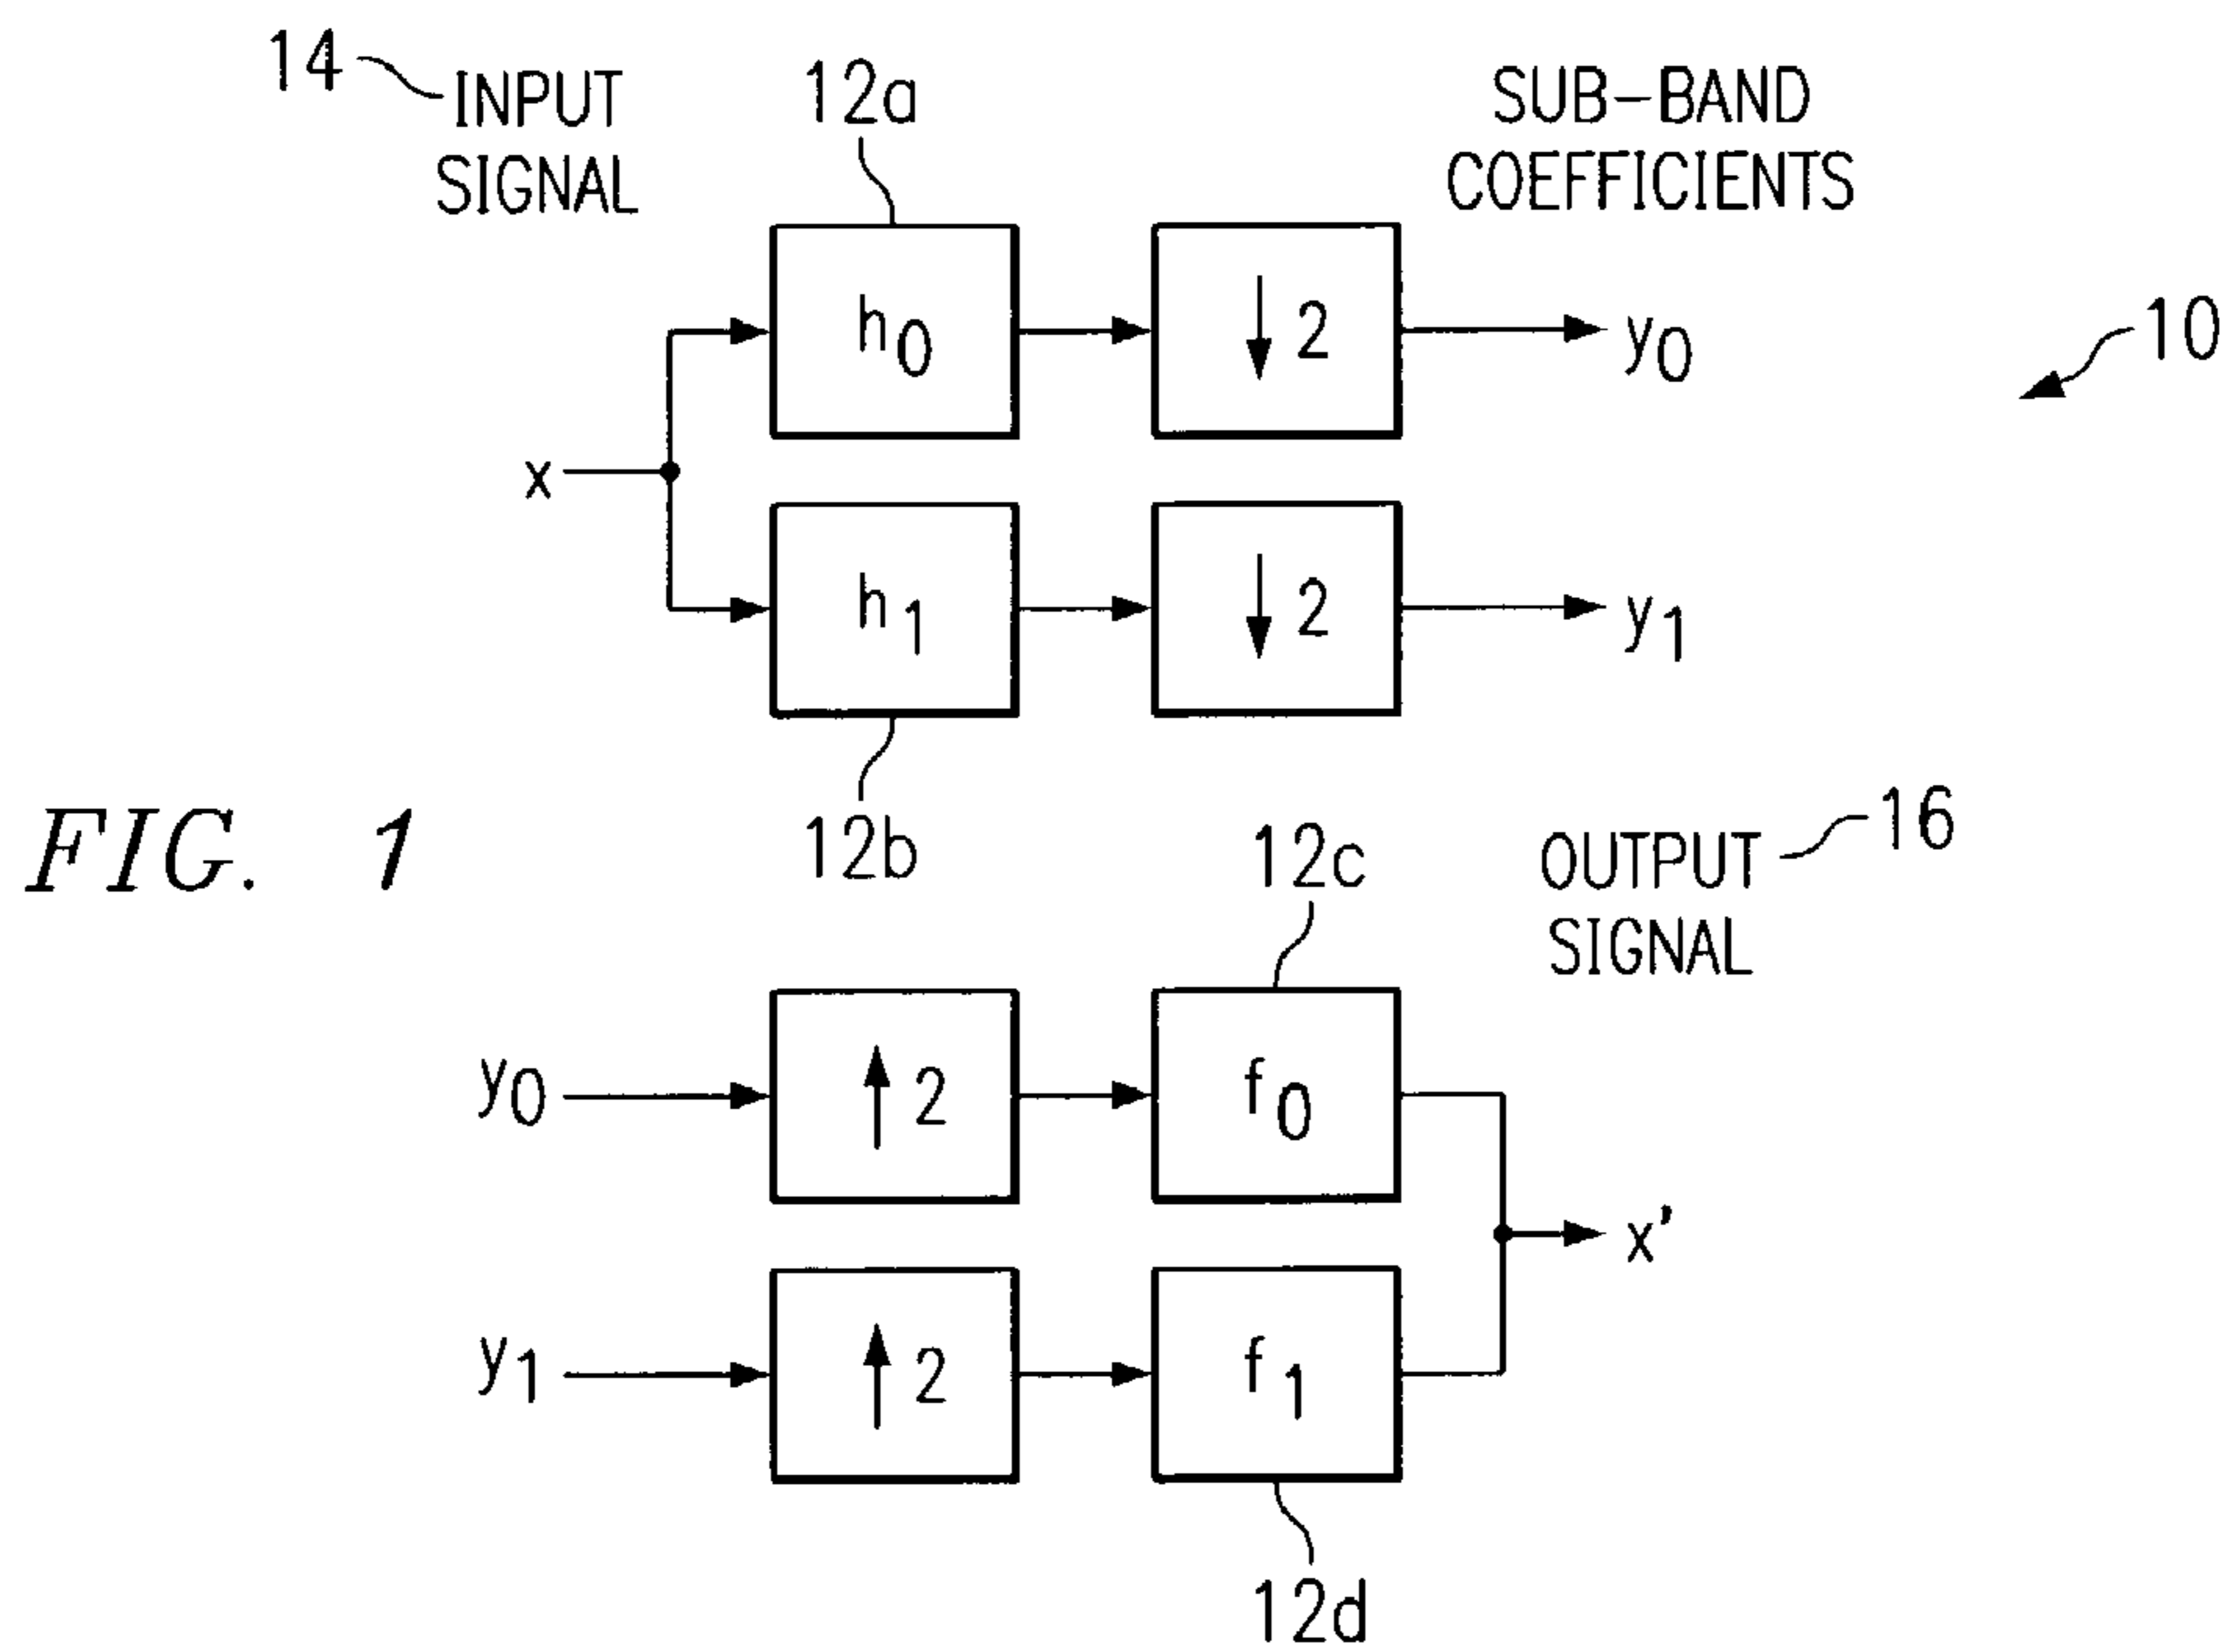 14
INPUT
SIGNAL
12a
SUB-BAND
COEFFICIENTS
10
h0
↓ 2
y0
x
h1
↓ 2
y1
12b
FIG. 1
12c
OUTPUT
SIGNAL
16
y0
↑ 2
f0
x'
y1
↑ 2
f1
12d